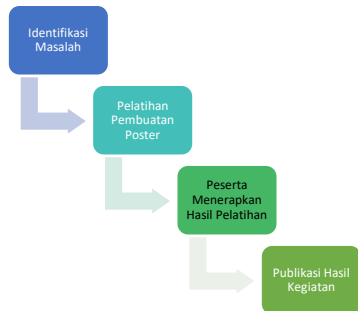 Identifikasi
Masalah
Pelatihan
Pembuatan
Poster
Peserta
Menerapkan
Hasil Pelatihan
Publikasi Hasil
Kegiatan